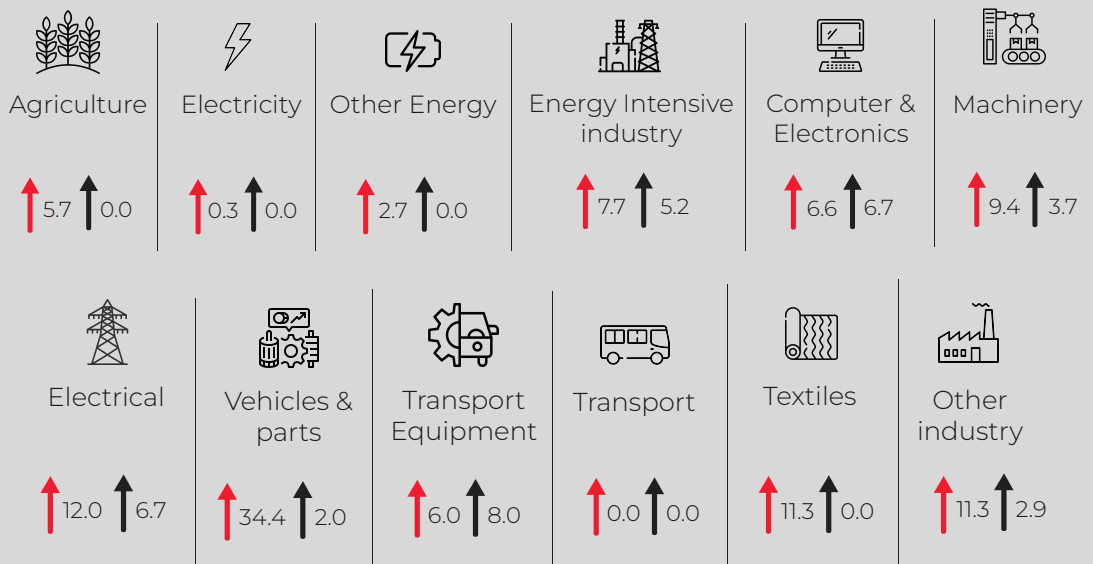 Agriculture
Electricity
Other Energy
Energy Intensive
industry
Computer &
Electronics
Machinery
5.7 0.0
0.3 0.0
2.7 0.0
7.7 5.2
6.6 6.7
9.4 3.7
Electrical
Vehicles &
parts
Transport
Equipment
Transport
Textiles
Other
industry
12.0 6.7
34.4 2.0
6.0 8.0
0.0 0.0
11.3 0.0
11.3 2.9